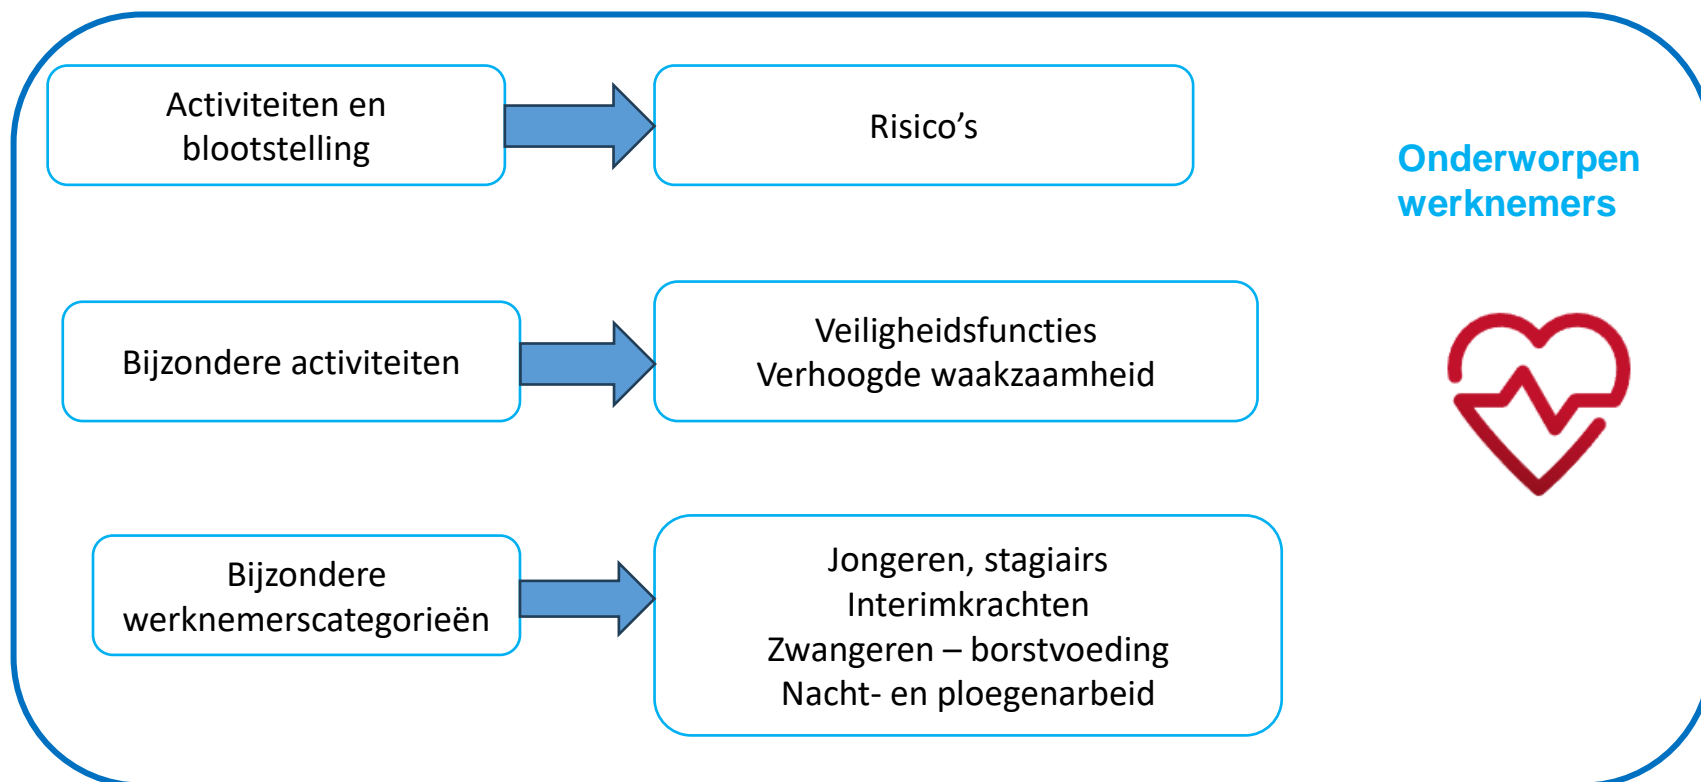 Activiteiten en
blootstelling
Risico’s
Onderworpen
werknemers
Bijzondere activiteiten
Veiligheidsfuncties
Verhoogde waakzaamheid
Bijzondere
werknemerscategorieën
Jongeren, stagiairs
Interimkrachten
Zwangeren – borstvoeding
Nacht- en ploegenarbeid